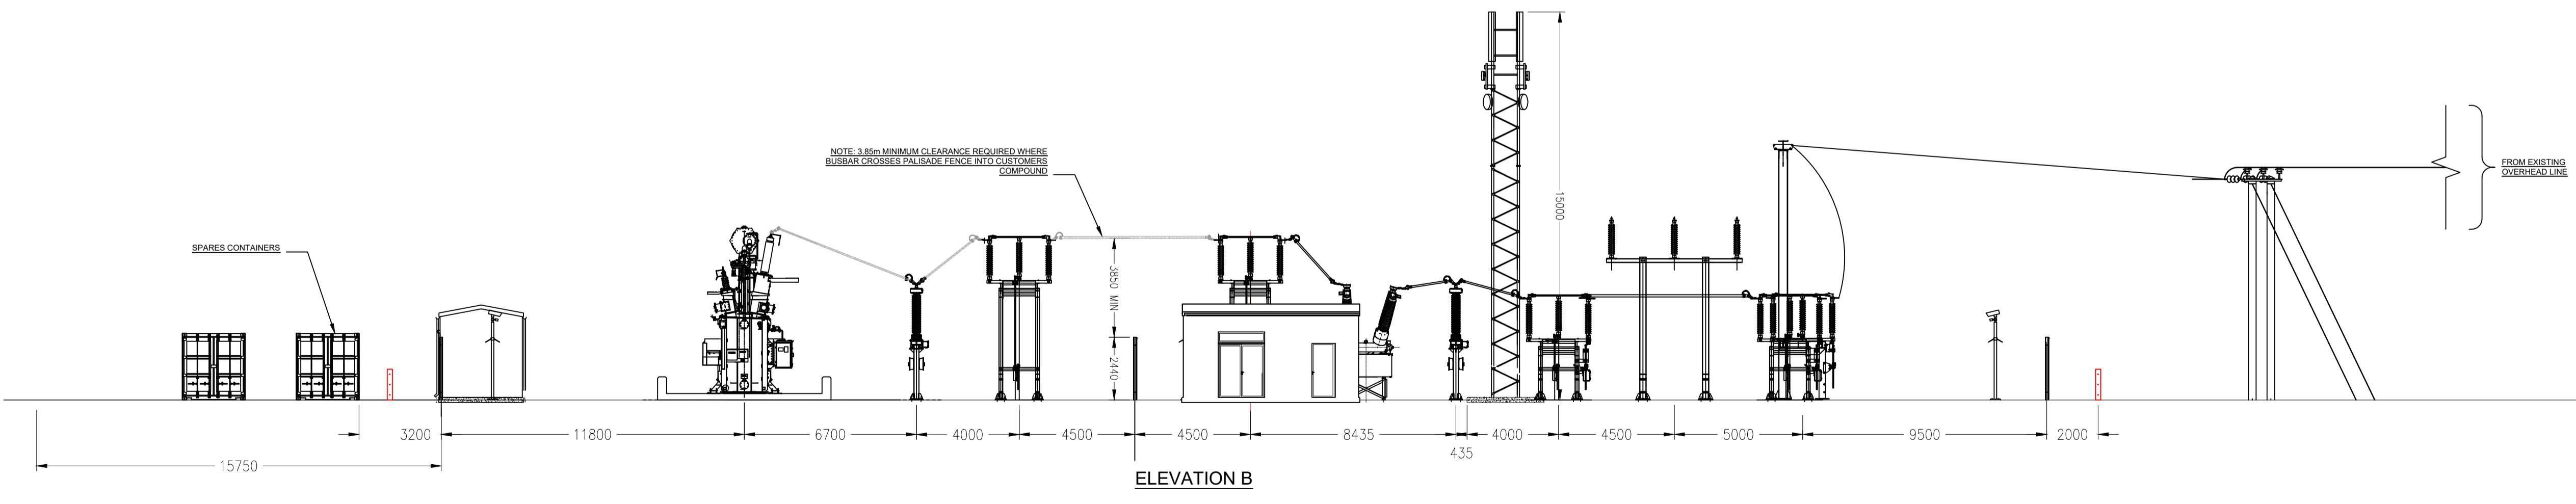 15000
NOTE: 3.85m MINIMUM CLEARANCE REQUIRED WHERE
BUSBAR CROSSES PALISADE FENCE INTO CUSTOMERS
COMPOUND
FROM EXISTING
OVERHEAD LINE
SPARES CONTAINERS
3850 MIN
2440
3200
11800
6700
4000
4500
4500
8435
4000
4500
5000
9500
2000
435
15750
ELEVATION B